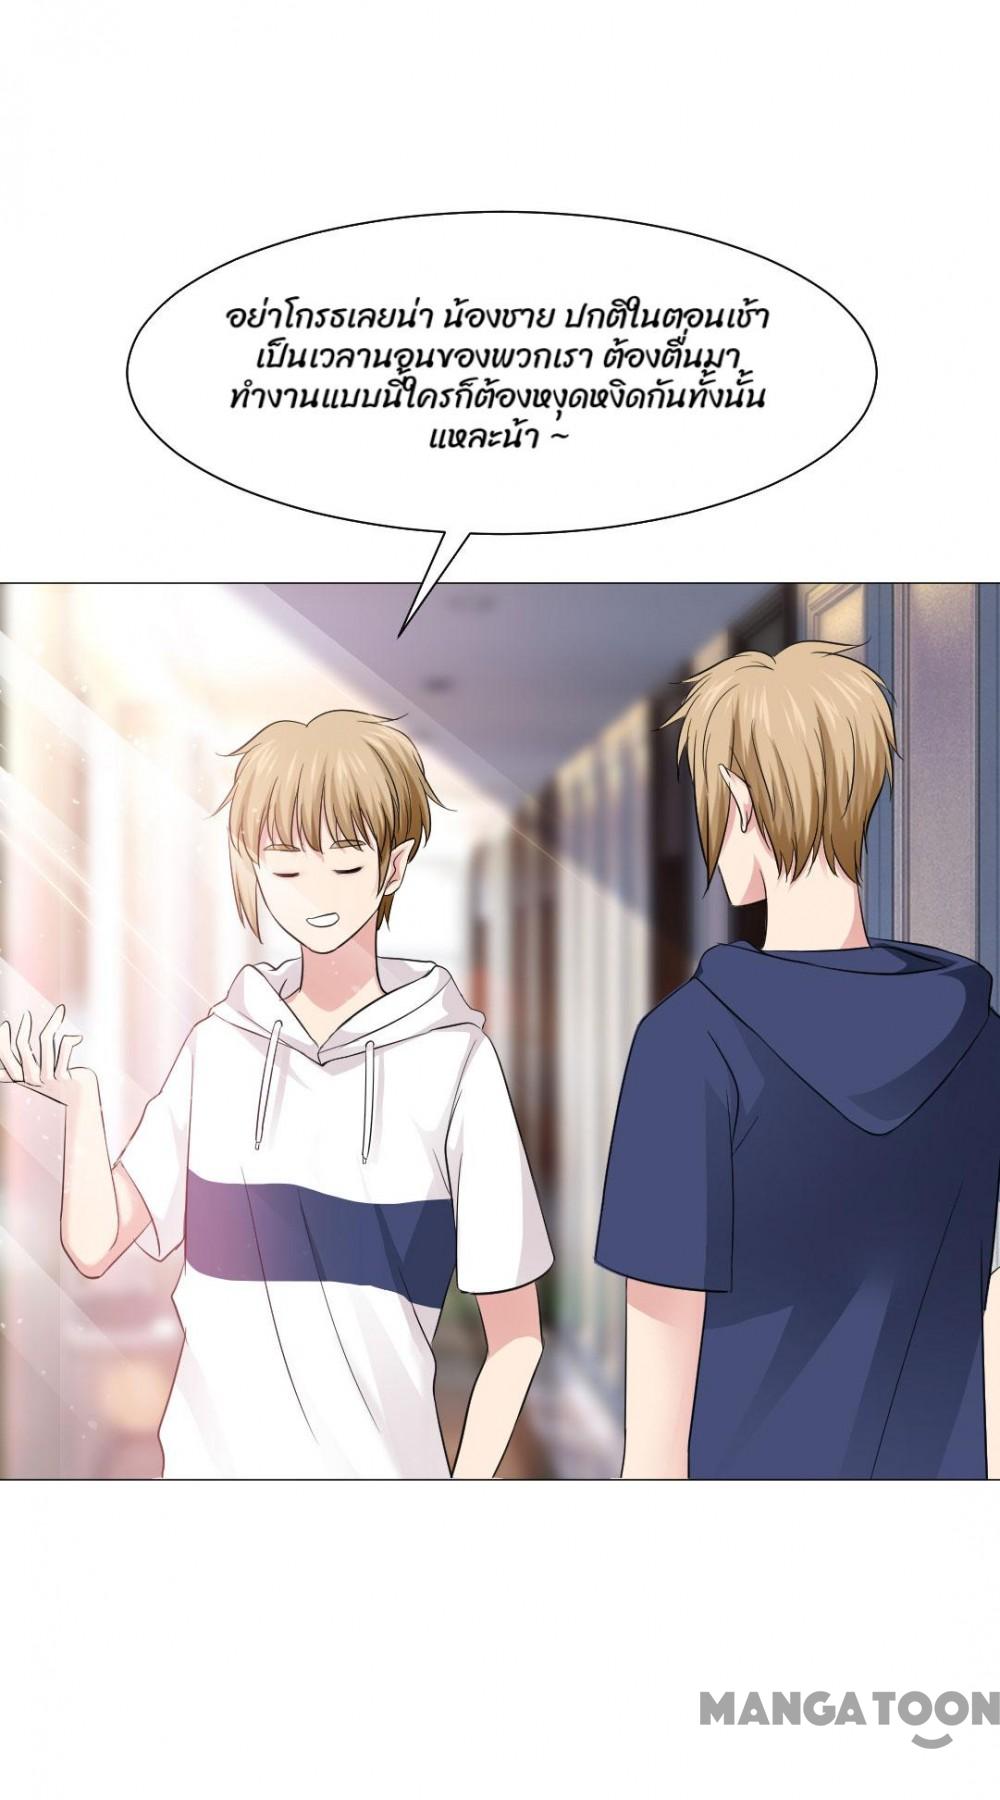 อย่าโกรธเลยน่า น้องชาย ปกติในตอนเช้า
เป็นเวลานอนของพวกเรา ต้องตื่นมา
ทำงานแบบนี้ใครก็ต้องหงุดหงิดกันทั้งนั้น
แหละน้า ~
MANGATOON